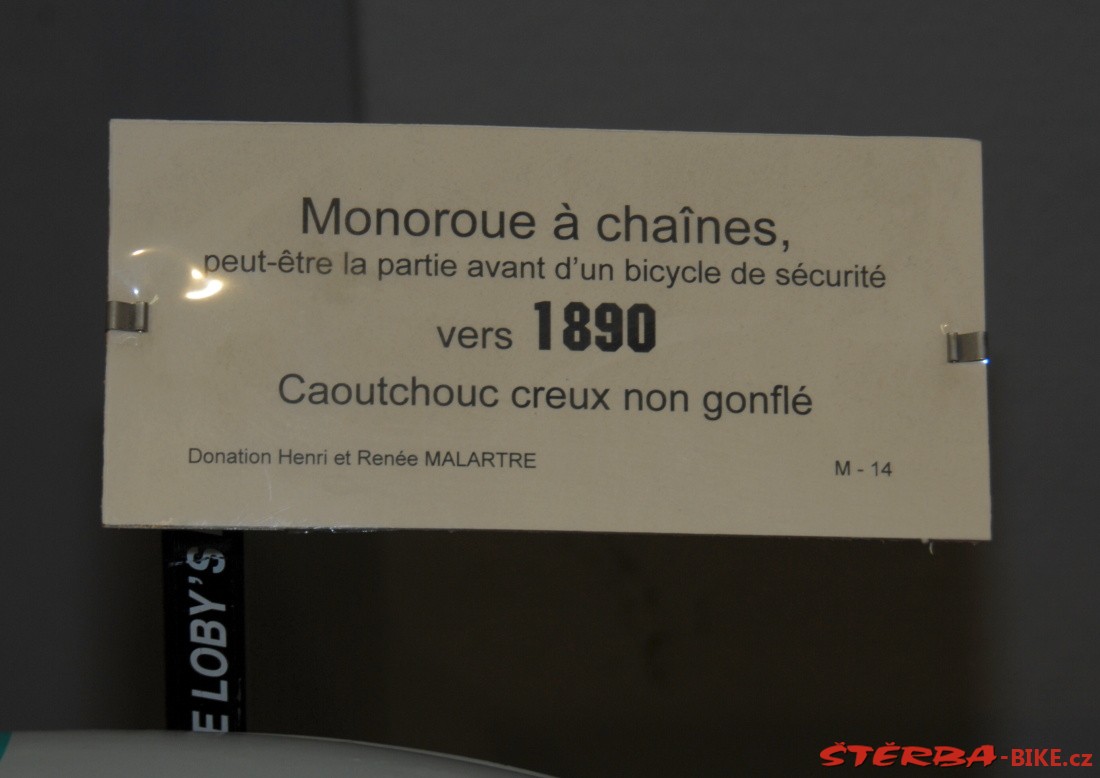 Monoroue à chaînes,
peut-être la partie avant d'un bicycle de sécurité
vers 1890
Caoutchouc creux non gonflé
Donation Henri et Renée MALARTRE
M - 14
E LOBY'S
ŠTĚRBA-BIKE.cz